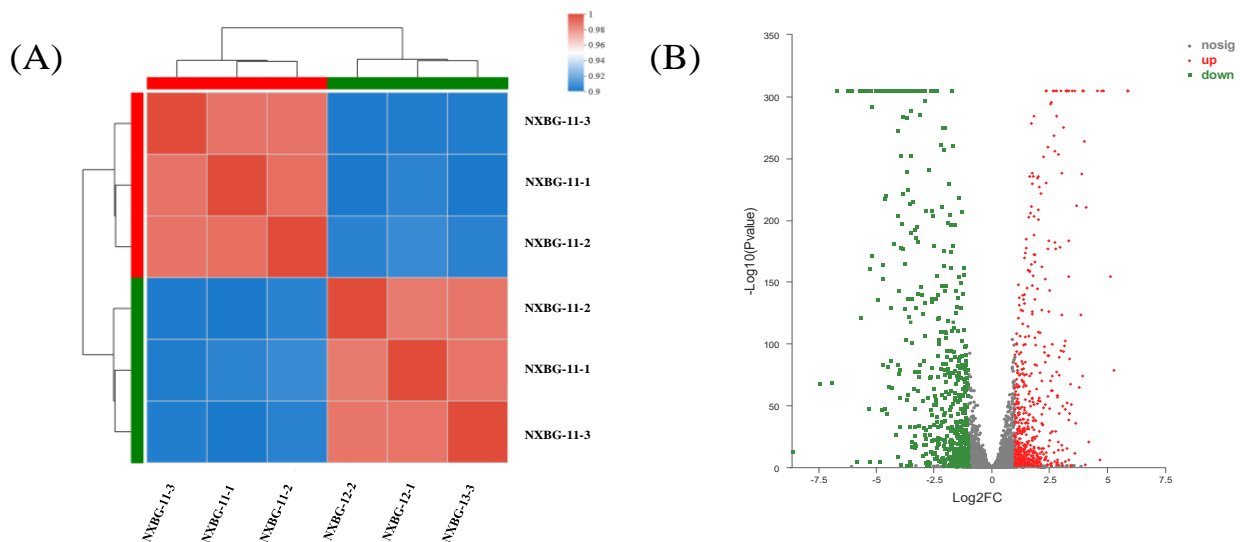 (A)
1
0.98
0.96
0.94
0.92
0.9
NXBG-11-3
NXBG-11-1
NXBG-11-2
NXBG-11-2
NXBG-11-1
NXBG-11-3
NXBG-11-3
NXBG-11-1
NXBG-11-2
NXBG-12-2
NXBG-12-1
NXBG-13-3
(B)
350
300
250
200
150
100
50
0
-Log10(Pvalue)
-7.5
-5
-2.5
0
2.5
5
7.5
Log2FC
nosig
up
down